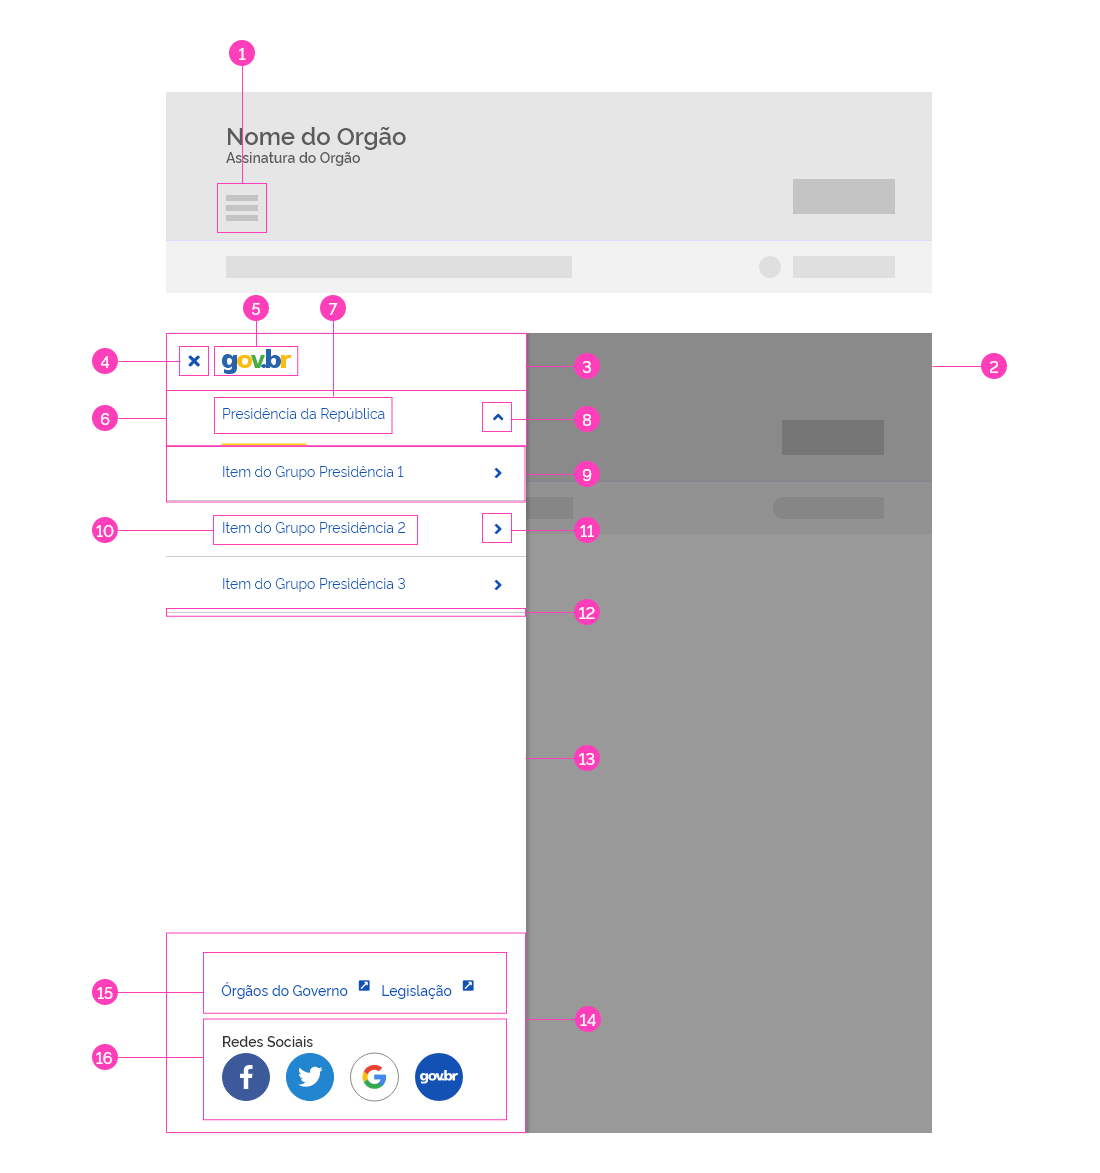 1
Nome do Orgão
Assinatura do Orgão
5
7
4
gov.br
3
2
6
Presidência da República
8
Item do Grupo Presidência 1
9
10
Item do Grupo Presidência 2
11
Item do Grupo Presidência 3
12
13
15
Órgãos do Governo
Legislação
14
16
Redes Sociais
f
G
gov.br